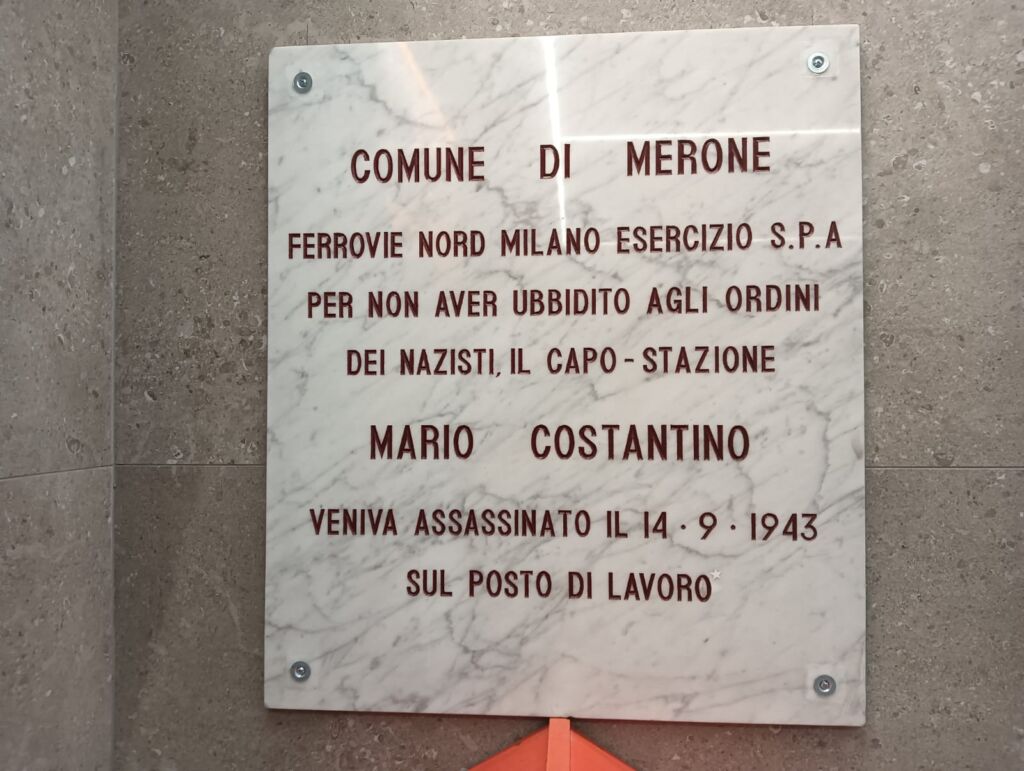 COMUNE DI MERONE
FERROVIE NORD MILANO ESERCIZIO S.P.A
PER NON AVER UBBIDITO AGLI ORDINI
DEI NAZISTI, IL CAPO-STAZIONE
MARIO COSTANTINO
VENIVA ASSASSINATO IL 14·9·1943
SUL POSTO DI LAVORO